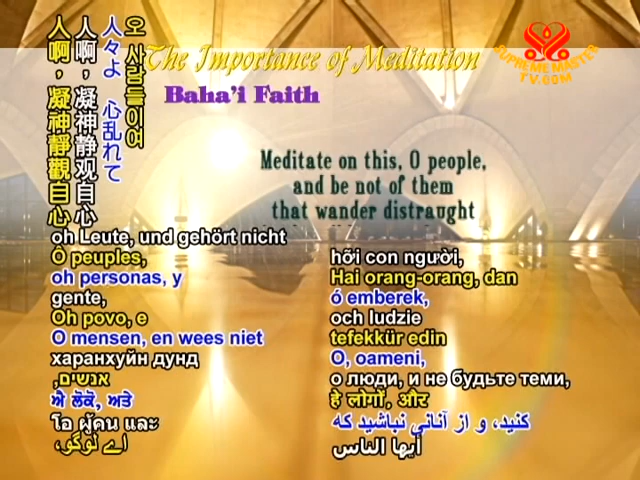 The Importance of Meditation
Baha'i Faith
SUPREME MASTER
TV.COM
Meditate on this, O people,
and be not of them
that wander distraught
人啊，凝神靜觀自心
人啊，凝神静观自心
人々よ 心乱れて
오 사람들이여
oh Leute, und gehört nicht
Ô peuples,
oh personas, y
gente,
Oh povo, e
O mensen, en wees niet
харанхуйн дунд
אנשים,
ਐ ਲੋਕੋ, ਅਤੇ
โอ ผู้คน และ
اے لوگو،
hỡi con người,
Hai orang-orang, dan
ó emberek,
och ludzie
tefekkür edin
O, oameni,
о люди, и не будьте теми,
हे लोगों, और
کنید، و از آنانی نباشید که
أيها الناس